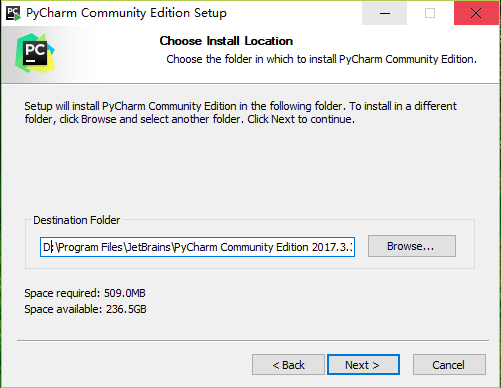 PyCharm Community Edition Setup
PC
Choose Install Location
Choose the folder in which to install PyCharm Community Edition.
Setup will install PyCharm Community Edition in the following folder. To install in a different
folder, click Browse and select another folder. Click Next to continue.
Destination Folder
D:\Program Files\JetBrains\PyCharm Community Edition 2017.3.
Browse...
Space required: 509.0MB
Space available: 236.5GB
< Back
Next >
Cancel